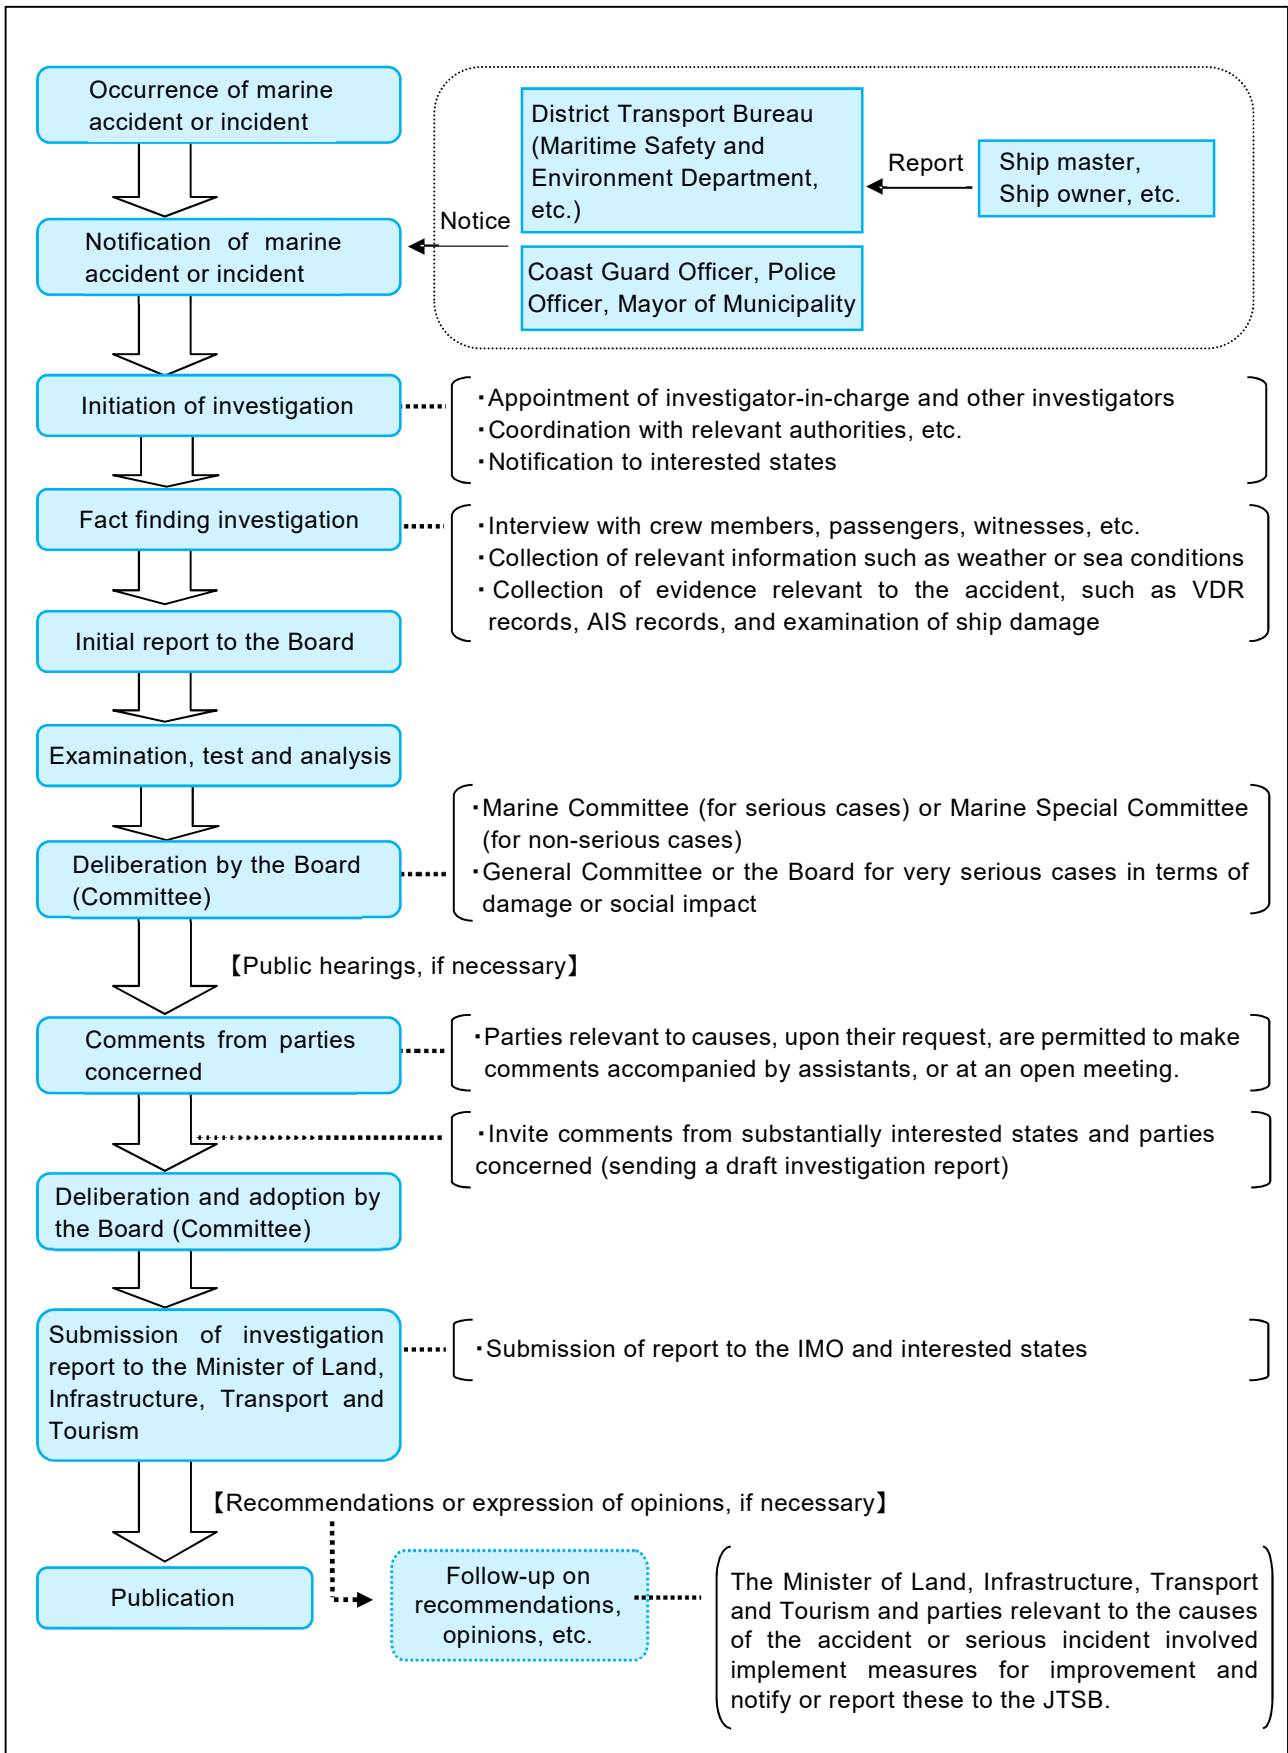 Occurrence of marine
accident or incident
District Transport Bureau
(Maritime Safety and
Environment Department,
etc.)
Report
Ship master,
Ship owner, etc.
Notice
Notification of marine
accident or incident
Coast Guard Officer, Police
Officer, Mayor of Municipality
Initiation of investigation
・Appointment of investigator-in-charge and other investigators
・Coordination with relevant authorities, etc.
・Notification to interested states
Fact finding investigation
・Interview with crew members, passengers, witnesses, etc.
・Collection of relevant information such as weather or sea conditions
・Collection of evidence relevant to the accident, such as VDR
records, AIS records, and examination of ship damage
Initial report to the Board
Examination, test and analysis
・Marine Committee (for serious cases) or Marine Special Committee
(for non-serious cases)
・General Committee or the Board for very serious cases in terms of
damage or social impact
Deliberation by the Board
(Committee)
【Public hearings, if necessary】
Comments from parties
concerned
・Parties relevant to causes, upon their request, are permitted to make
comments accompanied by assistants, or at an open meeting.
・Invite comments from substantially interested states and parties
concerned (sending a draft investigation report)
Deliberation and adoption by
the Board (Committee)
Submission of investigation
report to the Minister of Land,
Infrastructure, Transport and
Tourism
・Submission of report to the IMO and interested states
【Recommendations or expression of opinions, if necessary】
Publication
Follow-up on
recommendations,
opinions, etc.
The Minister of Land, Infrastructure, Transport
and Tourism and parties relevant to the causes
of the accident or serious incident involved
implement measures for improvement and
notify or report these to the JTSB.